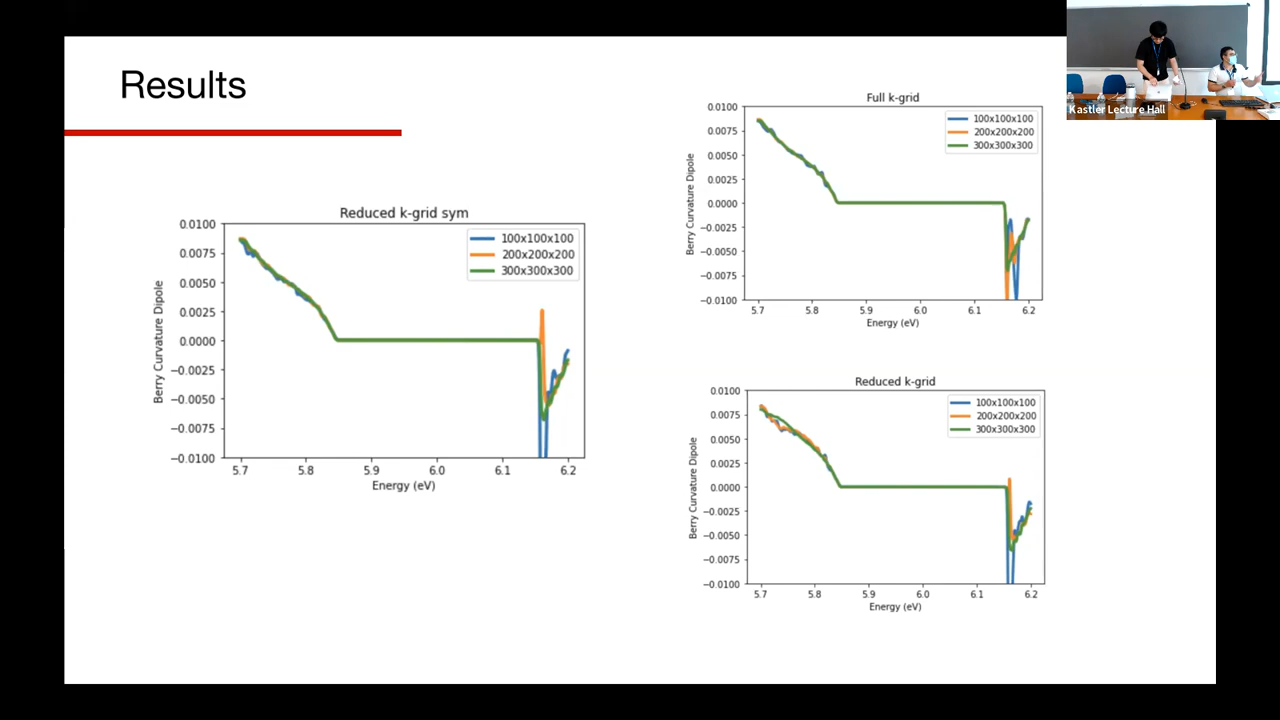 Results
Kastler Lecture Hall
Reduced k-grid sym
100x100x100
200x200x200
300x300x300
0.0100
0.0075
0.0050
0.0025
0.0000
−0.0025
−0.0050
−0.0075
−0.0100
Berry Curvature Dipole
5.7 5.8 5.9 6.0 6.1 6.2
Energy (eV)
Full k-grid
100x100x100
200x200x200
300x300x300
0.0100
0.0075
0.0050
0.0025
0.0000
−0.0025
−0.0050
−0.0075
−0.0100
Berry Curvature Dipole
5.7 5.8 5.9 6.0 6.1 6.2
Energy (eV)
Reduced k-grid
100x100x100
200x200x200
300x300x300
0.0100
0.0075
0.0050
0.0025
0.0000
−0.0025
−0.0050
−0.0075
−0.0100
Berry Curvature Dipole
5.7 5.8 5.9 6.0 6.1 6.2
Energy (eV)